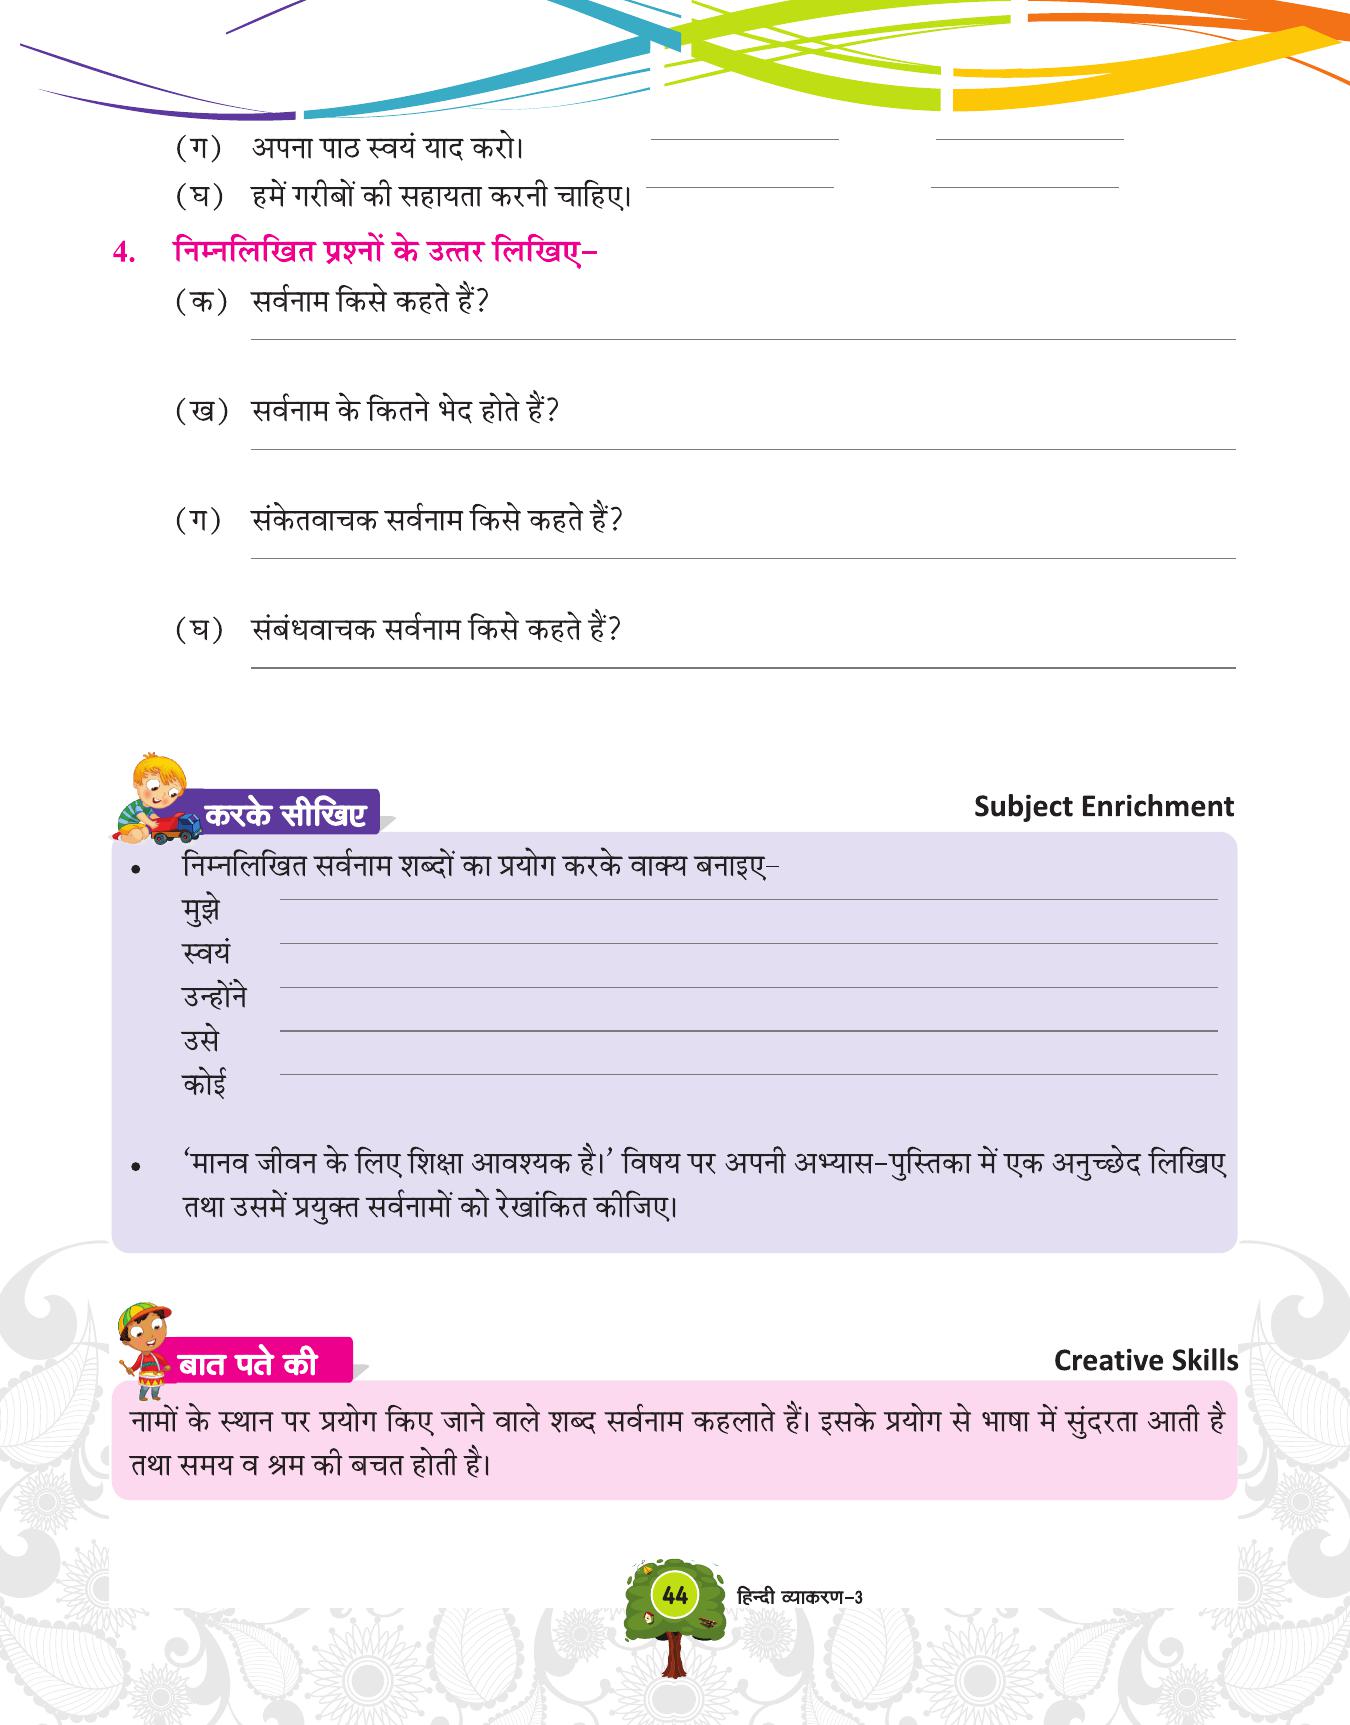 (ग) अपना पाठ स्वयं याद करो।
(घ) हमें गरीबों की सहायता करनी चाहिए।
4. निम्नलिखित प्रश्नों के उत्तर लिखिए–
(क) सर्वनाम किसे कहते हैं?
(ख) सर्वनाम के कितने भेद होते हैं?
(ग) संकेतवाचक सर्वनाम किसे कहते हैं?
(घ) संबंधवाचक सर्वनाम किसे कहते हैं?
करके सीखिए Subject Enrichment
• निम्नलिखित सर्वनाम शब्दों का प्रयोग करके वाक्य बनाइए–
मुझे
स्वयं
उन्होंने
उसे
कोई
• ‘मानव जीवन के लिए शिक्षा आवश्यक है।’ विषय पर अपनी अभ्यास-पुस्तिका में एक अनुच्छेद लिखिए
तथा उसमें प्रयुक्त सर्वनामों को रेखांकित कीजिए।
बात पते की Creative Skills
नामों के स्थान पर प्रयोग किए जाने वाले शब्द सर्वनाम कहलाते हैं। इसके प्रयोग से भाषा में सुंदरता आती है
तथा समय व श्रम की बचत होती है।
44 हिन्दी व्याकरण-3